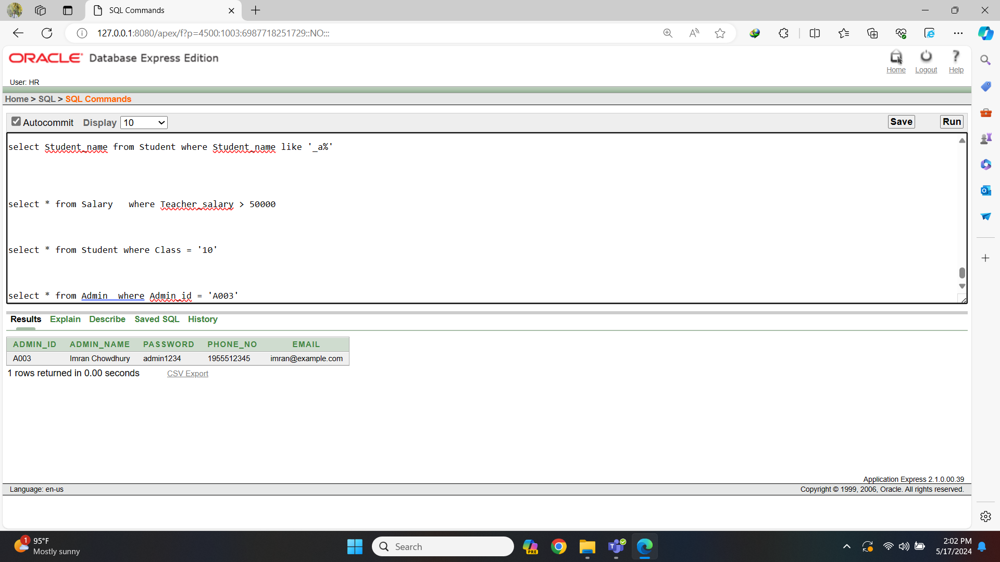 SQL Commands
127.0.0.1:8080/apex/f?p=4500:1003:6987718251729::NO:::
ORACLE Database Express Edition
Home Logout Help
User: HR
Home > SQL > SQL Commands
Autocommit Display 10 Save Run
select Student_name from Student where Student_name like '_a%'
select * from Salary   where Teacher_salary > 50000
select * from Student where Class = '10'
select * from Admin  where Admin_id = 'A003'
Results Explain Describe Saved SQL History
ADMIN_ID ADMIN_NAME PASSWORD PHONE_NO EMAIL
A003 Imran Chowdhury admin1234 1955512345 imran@example.com
1 rows returned in 0.00 seconds CSV Export
Application Express 2.1.0.00.39
Language: en-us Copyright © 1999, 2006, Oracle. All rights reserved.
1 95°F
Mostly sunny
Search
PRE
2:02 PM
5/17/2024